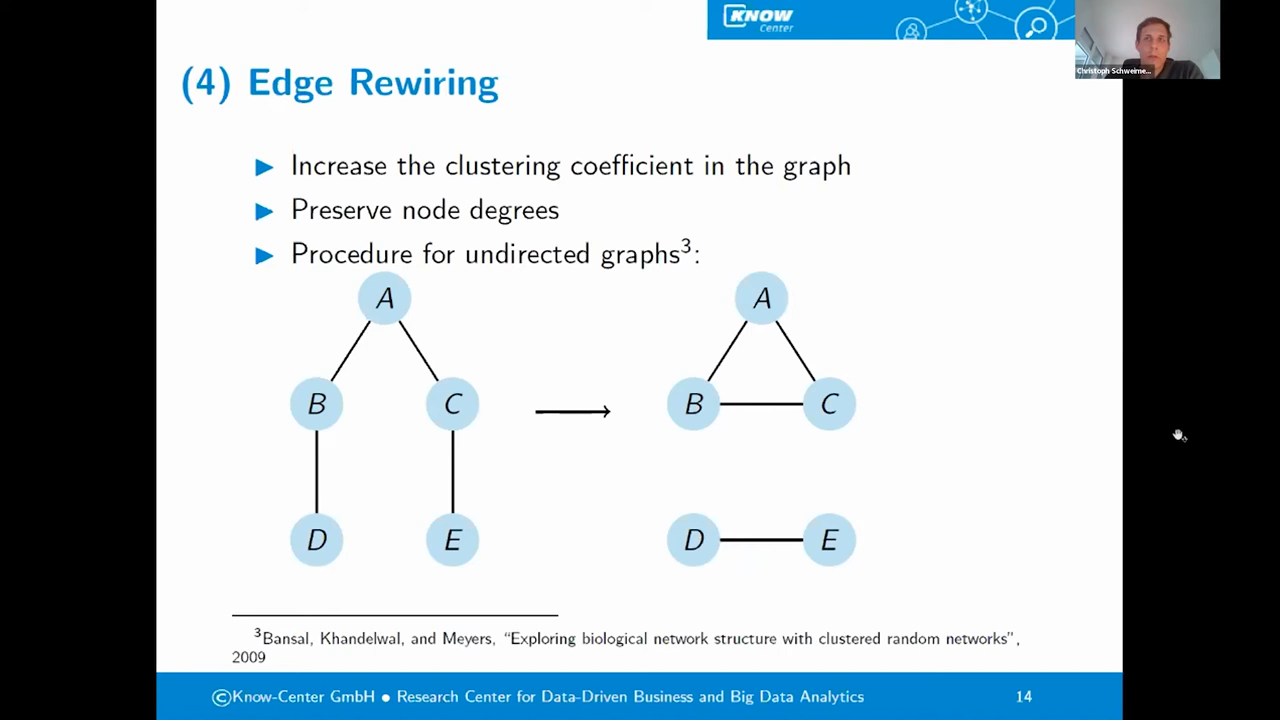 KNOW
Center
Christoph Schweime...
(4) Edge Rewiring
▶ Increase the clustering coefficient in the graph
▶ Preserve node degrees
▶ Procedure for undirected graphs³:
A
A
B
C
B
C
D
E
D
E
³Bansal, Khandelwal, and Meyers, “Exploring biological network structure with clustered random networks”,
2009
©Know-Center GmbH • Research Center for Data-Driven Business and Big Data Analytics
14